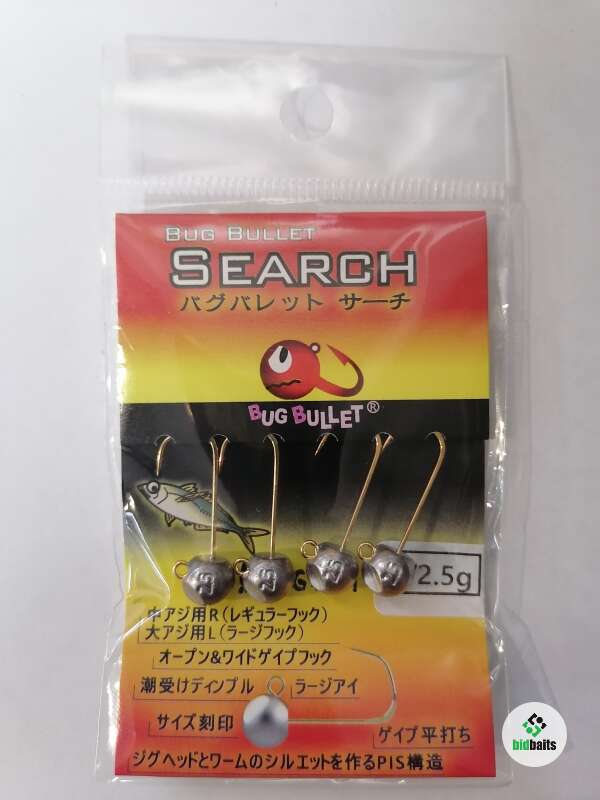 BUG BULLET
SEARCH
バグバレット サーチ
BUG BULLET®
2.5
2.5
/2.5g
中アジ用R(レギュラーフック)
大アジ用L(ラージフック)
オープン&ワイドゲイプフック
潮受けディンプル
ラージアイ
サイズ刻印
ゲイプ平打ち
ジグヘッドとワームのシルエットを作るPIS構造
bidbaits